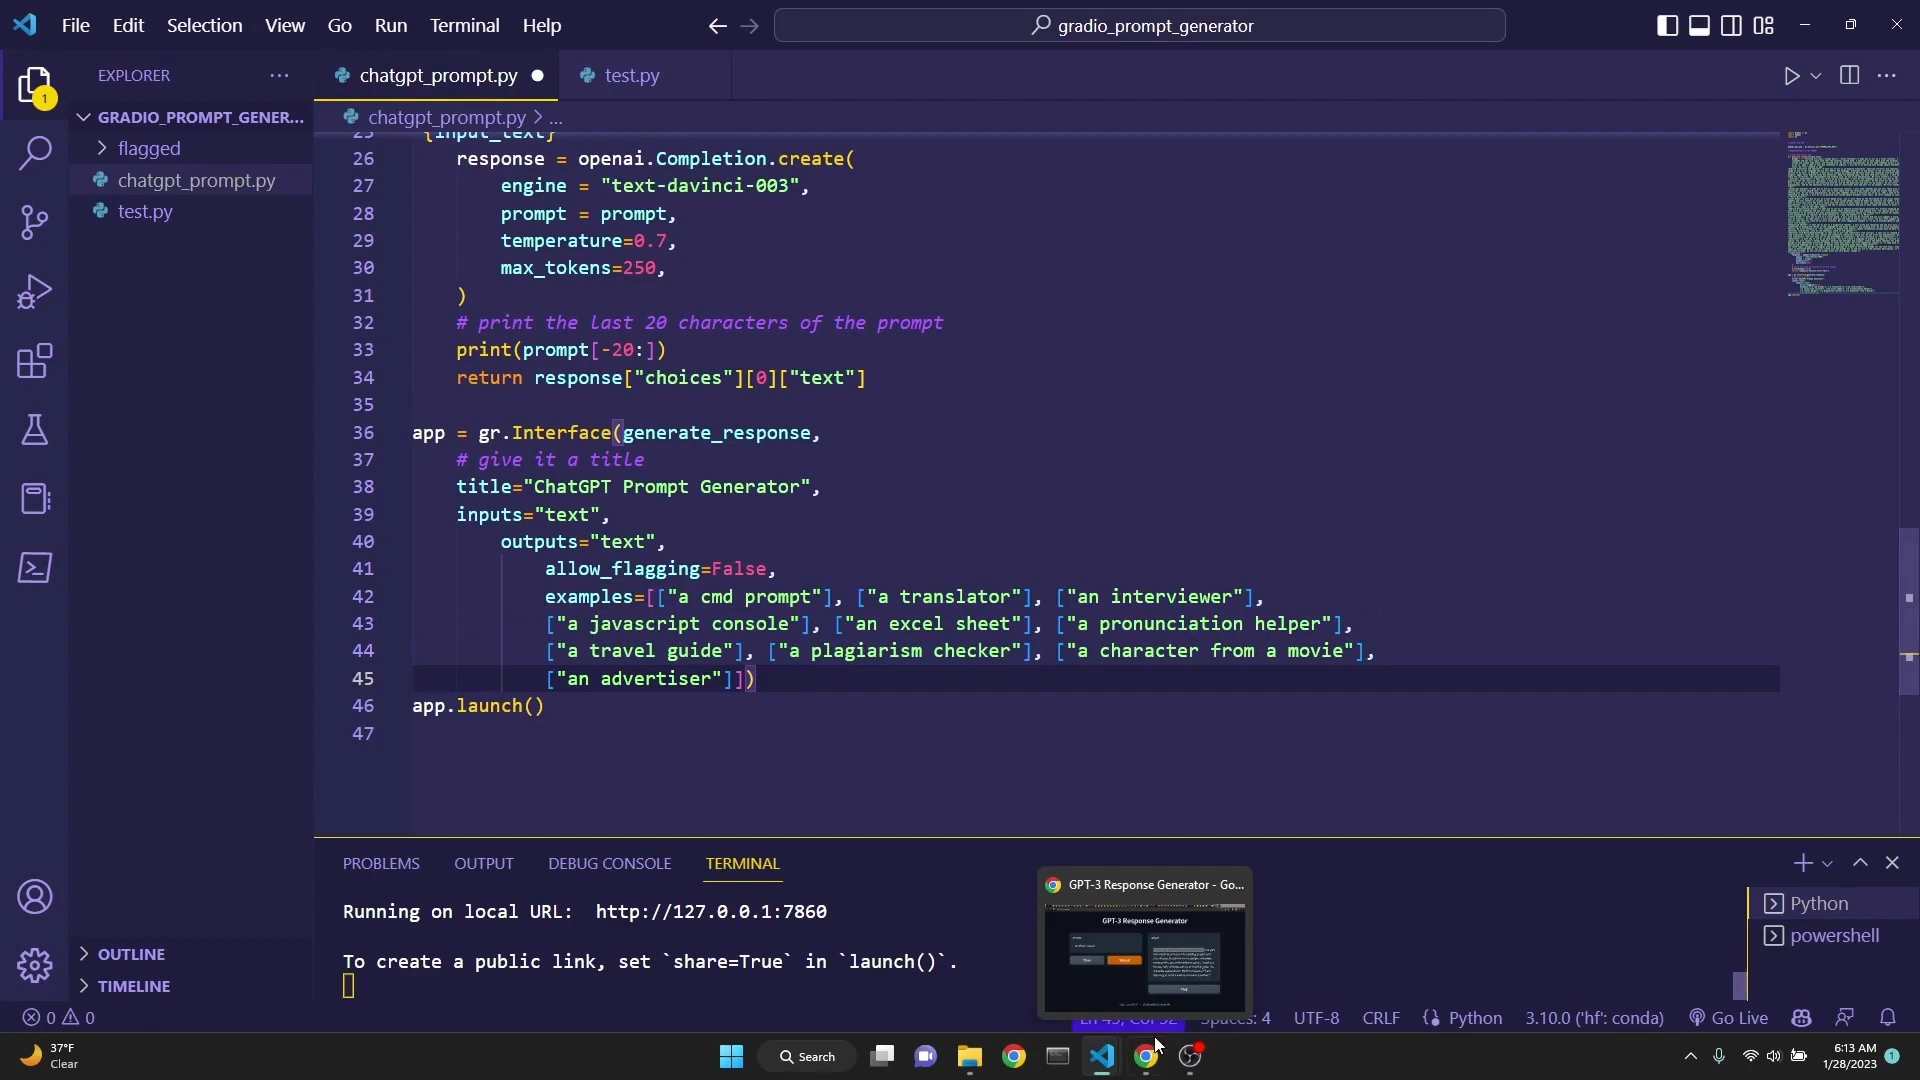 File Edit Selection View Go Run Terminal Help
gradio_prompt_generator
EXPLORER
1
GRADIO_PROMPT_GENER...
flagged
chatgpt_prompt.py
test.py
OUTLINE
TIMELINE
chatgpt_prompt.py
test.py
chatgpt_prompt.py > ...
25 {input_text}
26 response = openai.Completion.create(
27 engine = "text-davinci-003",
28 prompt = prompt,
29 temperature=0.7,
30 max_tokens=250,
31 )
32 # print the last 20 characters of the prompt
33 print(prompt[-20:])
34 return response["choices"][0]["text"]
35
36 app = gr.Interface(generate_response,
37 # give it a title
38 title="ChatGPT Prompt Generator",
39 inputs="text",
40 outputs="text",
41 allow_flagging=False,
42 examples=[["a cmd prompt"], ["a translator"], ["an interviewer"],
43 ["a javascript console"], ["an excel sheet"], ["a pronunciation helper"],
44 ["a travel guide"], ["a plagiarism checker"], ["a character from a movie"],
45 ["an advertiser"]])
46 app.launch()
47
PROBLEMS OUTPUT DEBUG CONSOLE TERMINAL
Running on local URL: http://127.0.0.1:7860
To create a public link, set `share=True` in `launch()`.
Python
powershell
GPT-3 Response Generator - Go...
GPT-3 Response Generator
0 0
Spaces: 4 UTF-8 CRLF Python 3.10.0 ('hf': conda) Go Live
37°F
Clear
Search
6:13 AM
1/28/2023
1